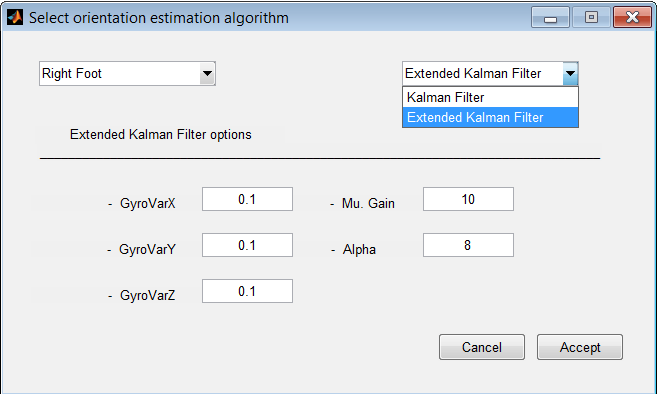 Select orientation estimation algorithm
Right Foot
Extended Kalman Filter
Kalman Filter
Extended Kalman Filter
Extended Kalman Filter options
- GyroVarX 0.1 - Mu. Gain 10
- GyroVarY 0.1 - Alpha 8
- GyroVarZ 0.1
Cancel Accept